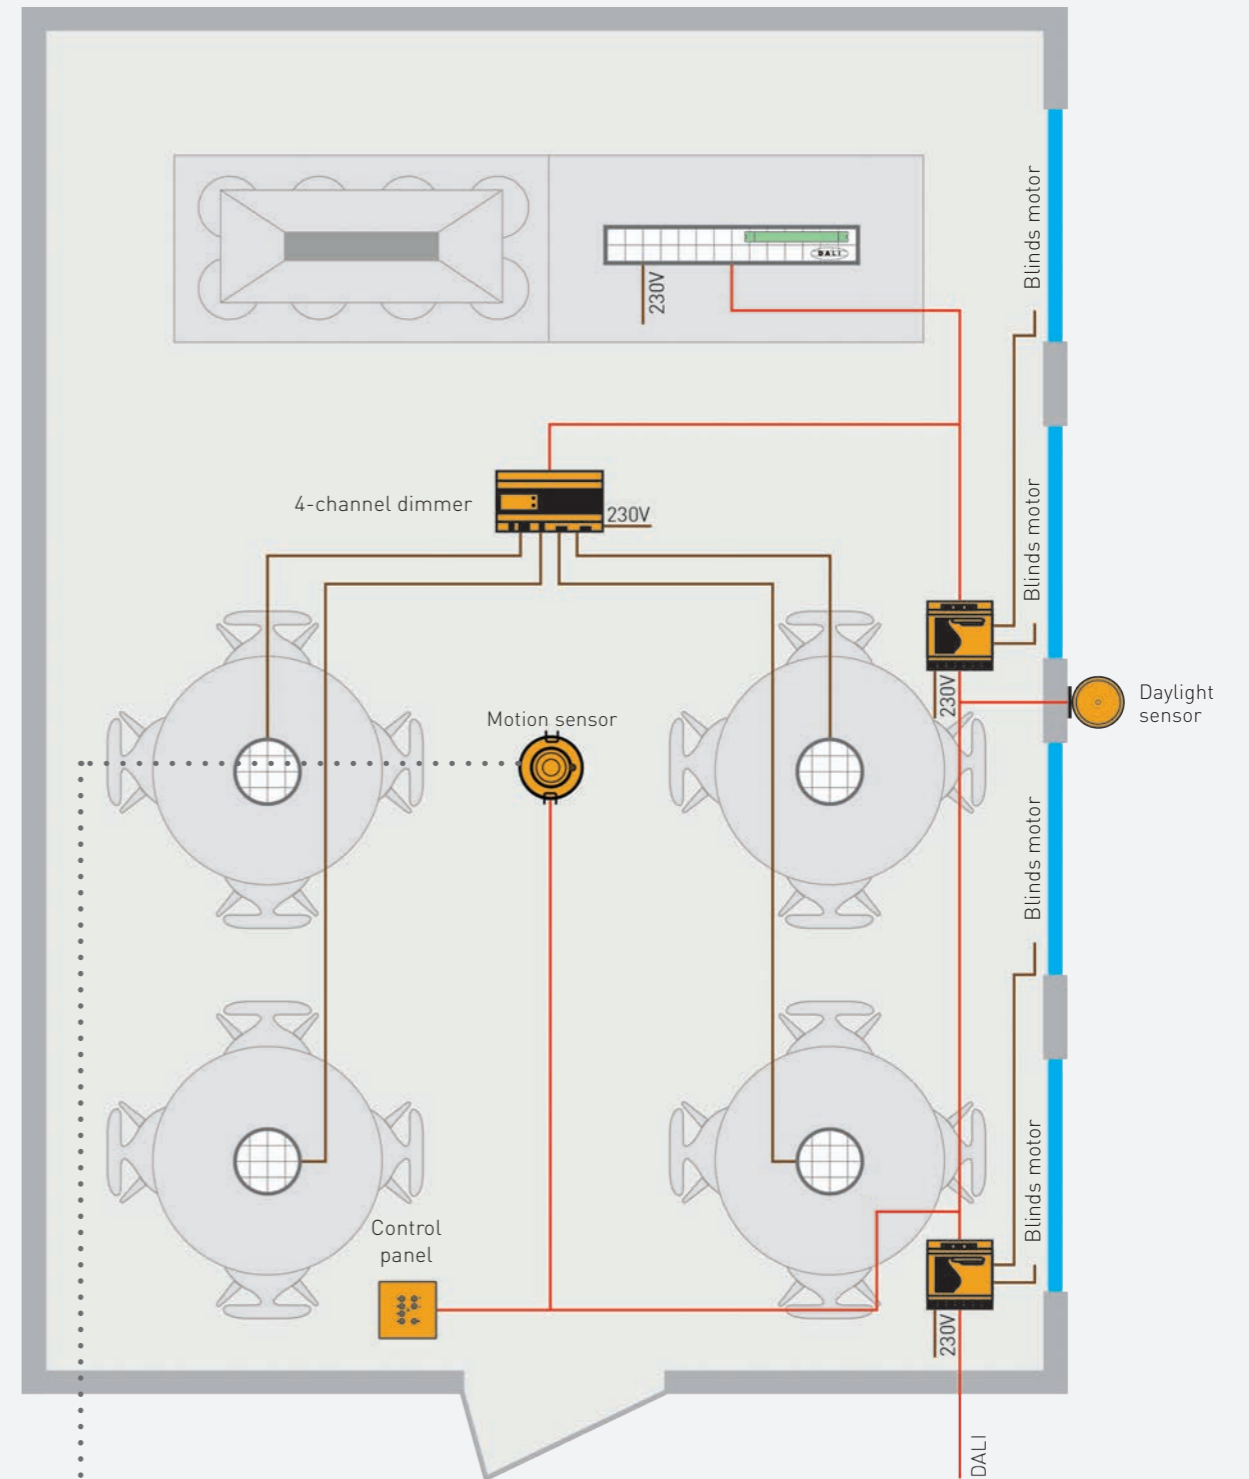 Blinds motor
DALI
230V
4-channel dimmer
230V
Blinds motor
230V
Daylight
sensor
Motion sensor
Blinds motor
Blinds motor
Control
panel
230V
DALI